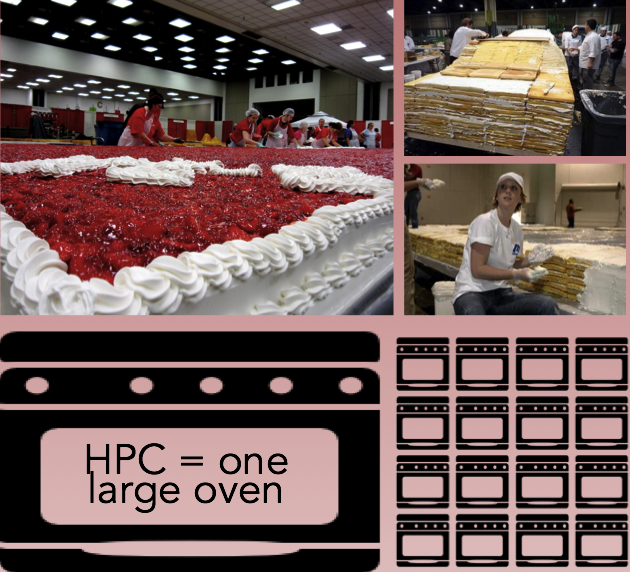 HPC = one
large oven